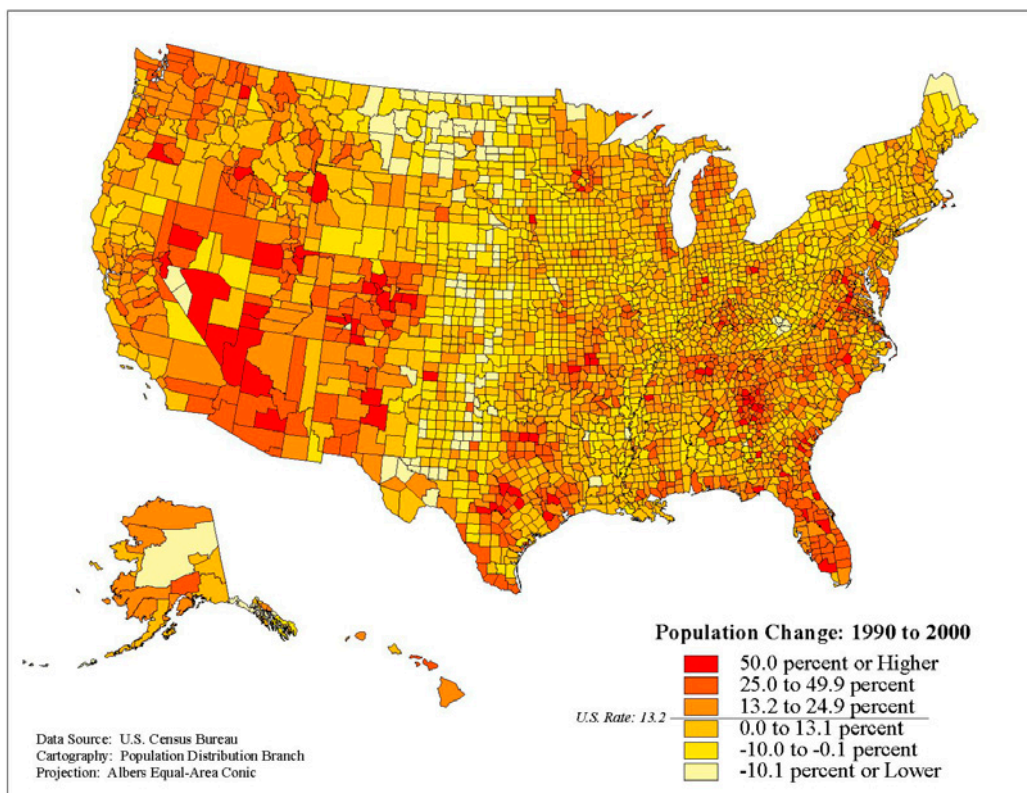 Population Change: 1990 to 2000
50.0 percent or Higher
25.0 to 49.9 percent
13.2 to 24.9 percent
U.S. Rate: 13.2
0.0 to 13.1 percent
-10.0 to -0.1 percent
-10.1 percent or Lower
Data Source: U.S. Census Bureau
Cartography: Population Distribution Branch
Projection: Albers Equal-Area Conic